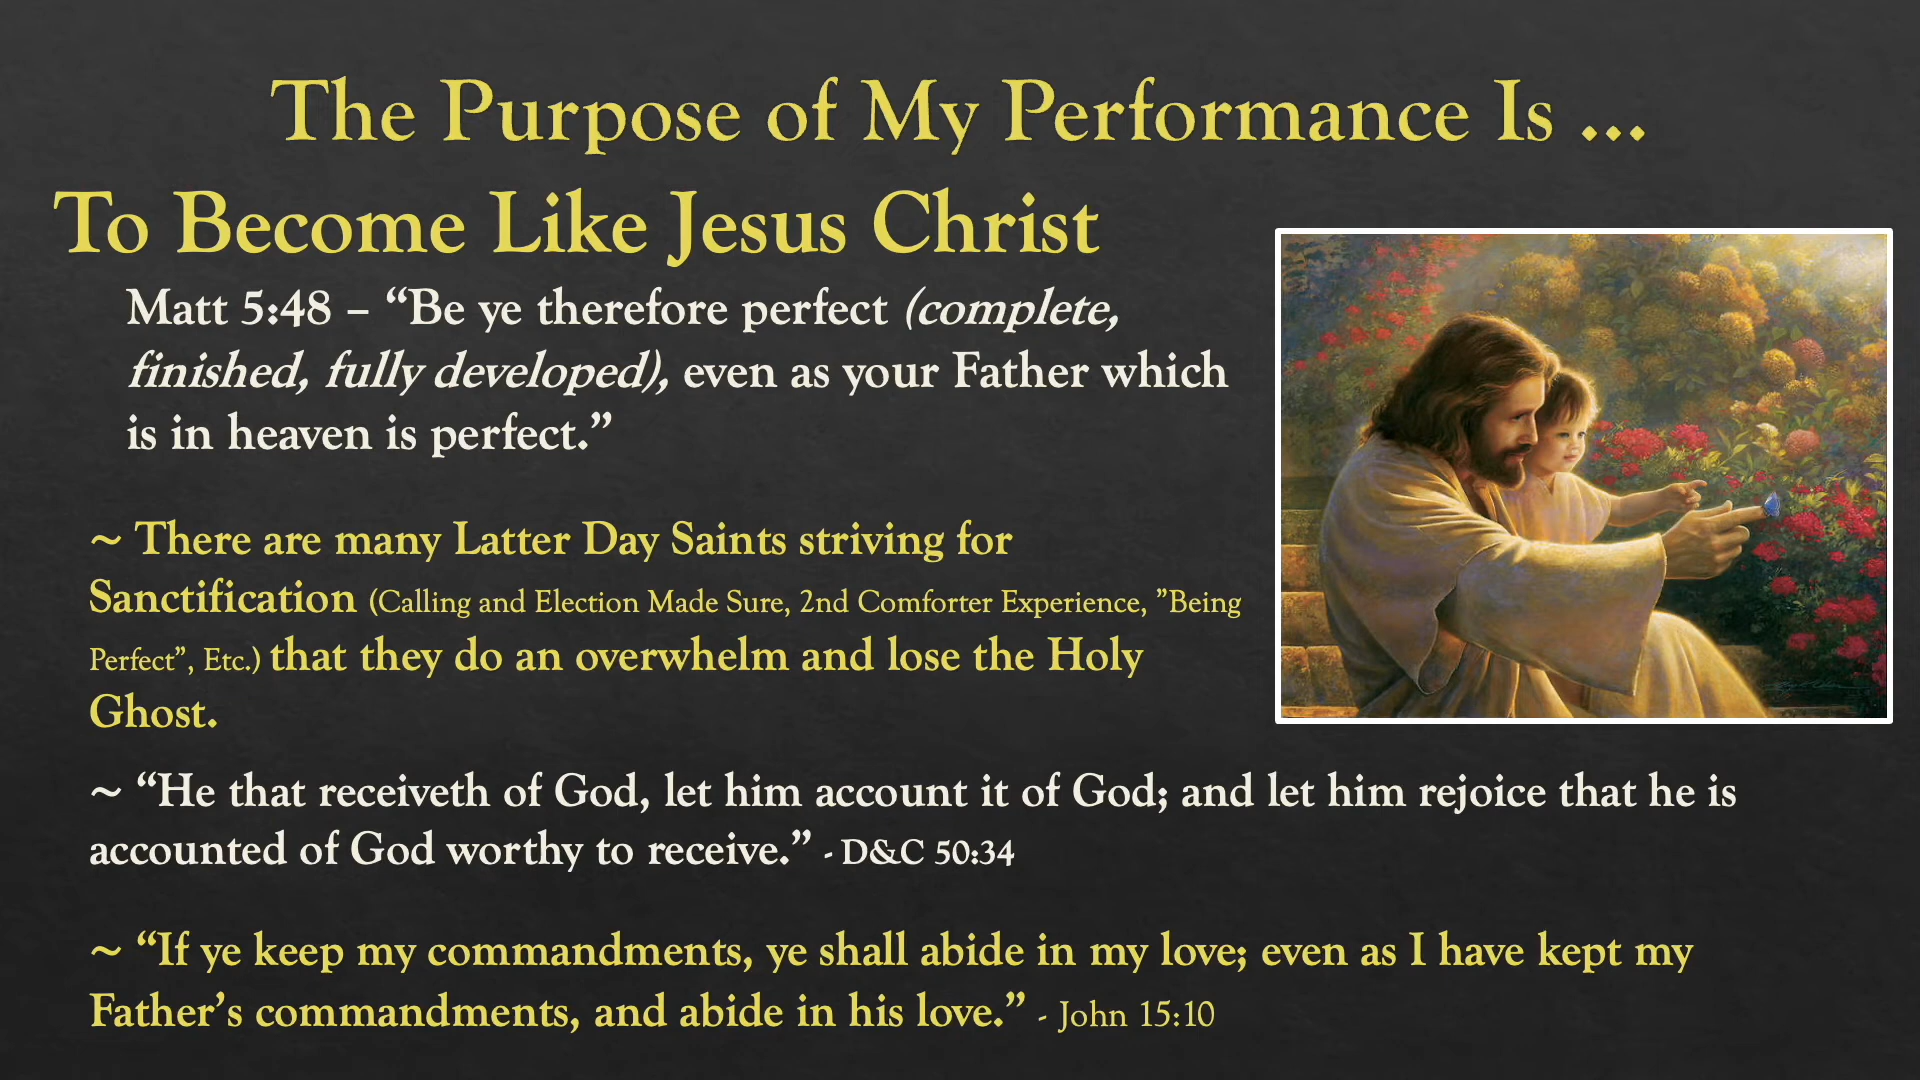 The Purpose of My Performance Is ...
To Become Like Jesus Christ
Matt 5:48 – “Be ye therefore perfect (complete,
finished, fully developed), even as your Father which
is in heaven is perfect.”
~ There are many Latter Day Saints striving for
Sanctification (Calling and Election Made Sure, 2nd Comforter Experience, ”Being
Perfect”, Etc.) that they do an overwhelm and lose the Holy
Ghost.
~ “He that receiveth of God, let him account it of God; and let him rejoice that he is
accounted of God worthy to receive.” - D&C 50:34
~ “If ye keep my commandments, ye shall abide in my love; even as I have kept my
Father’s commandments, and abide in his love.” - John 15:10